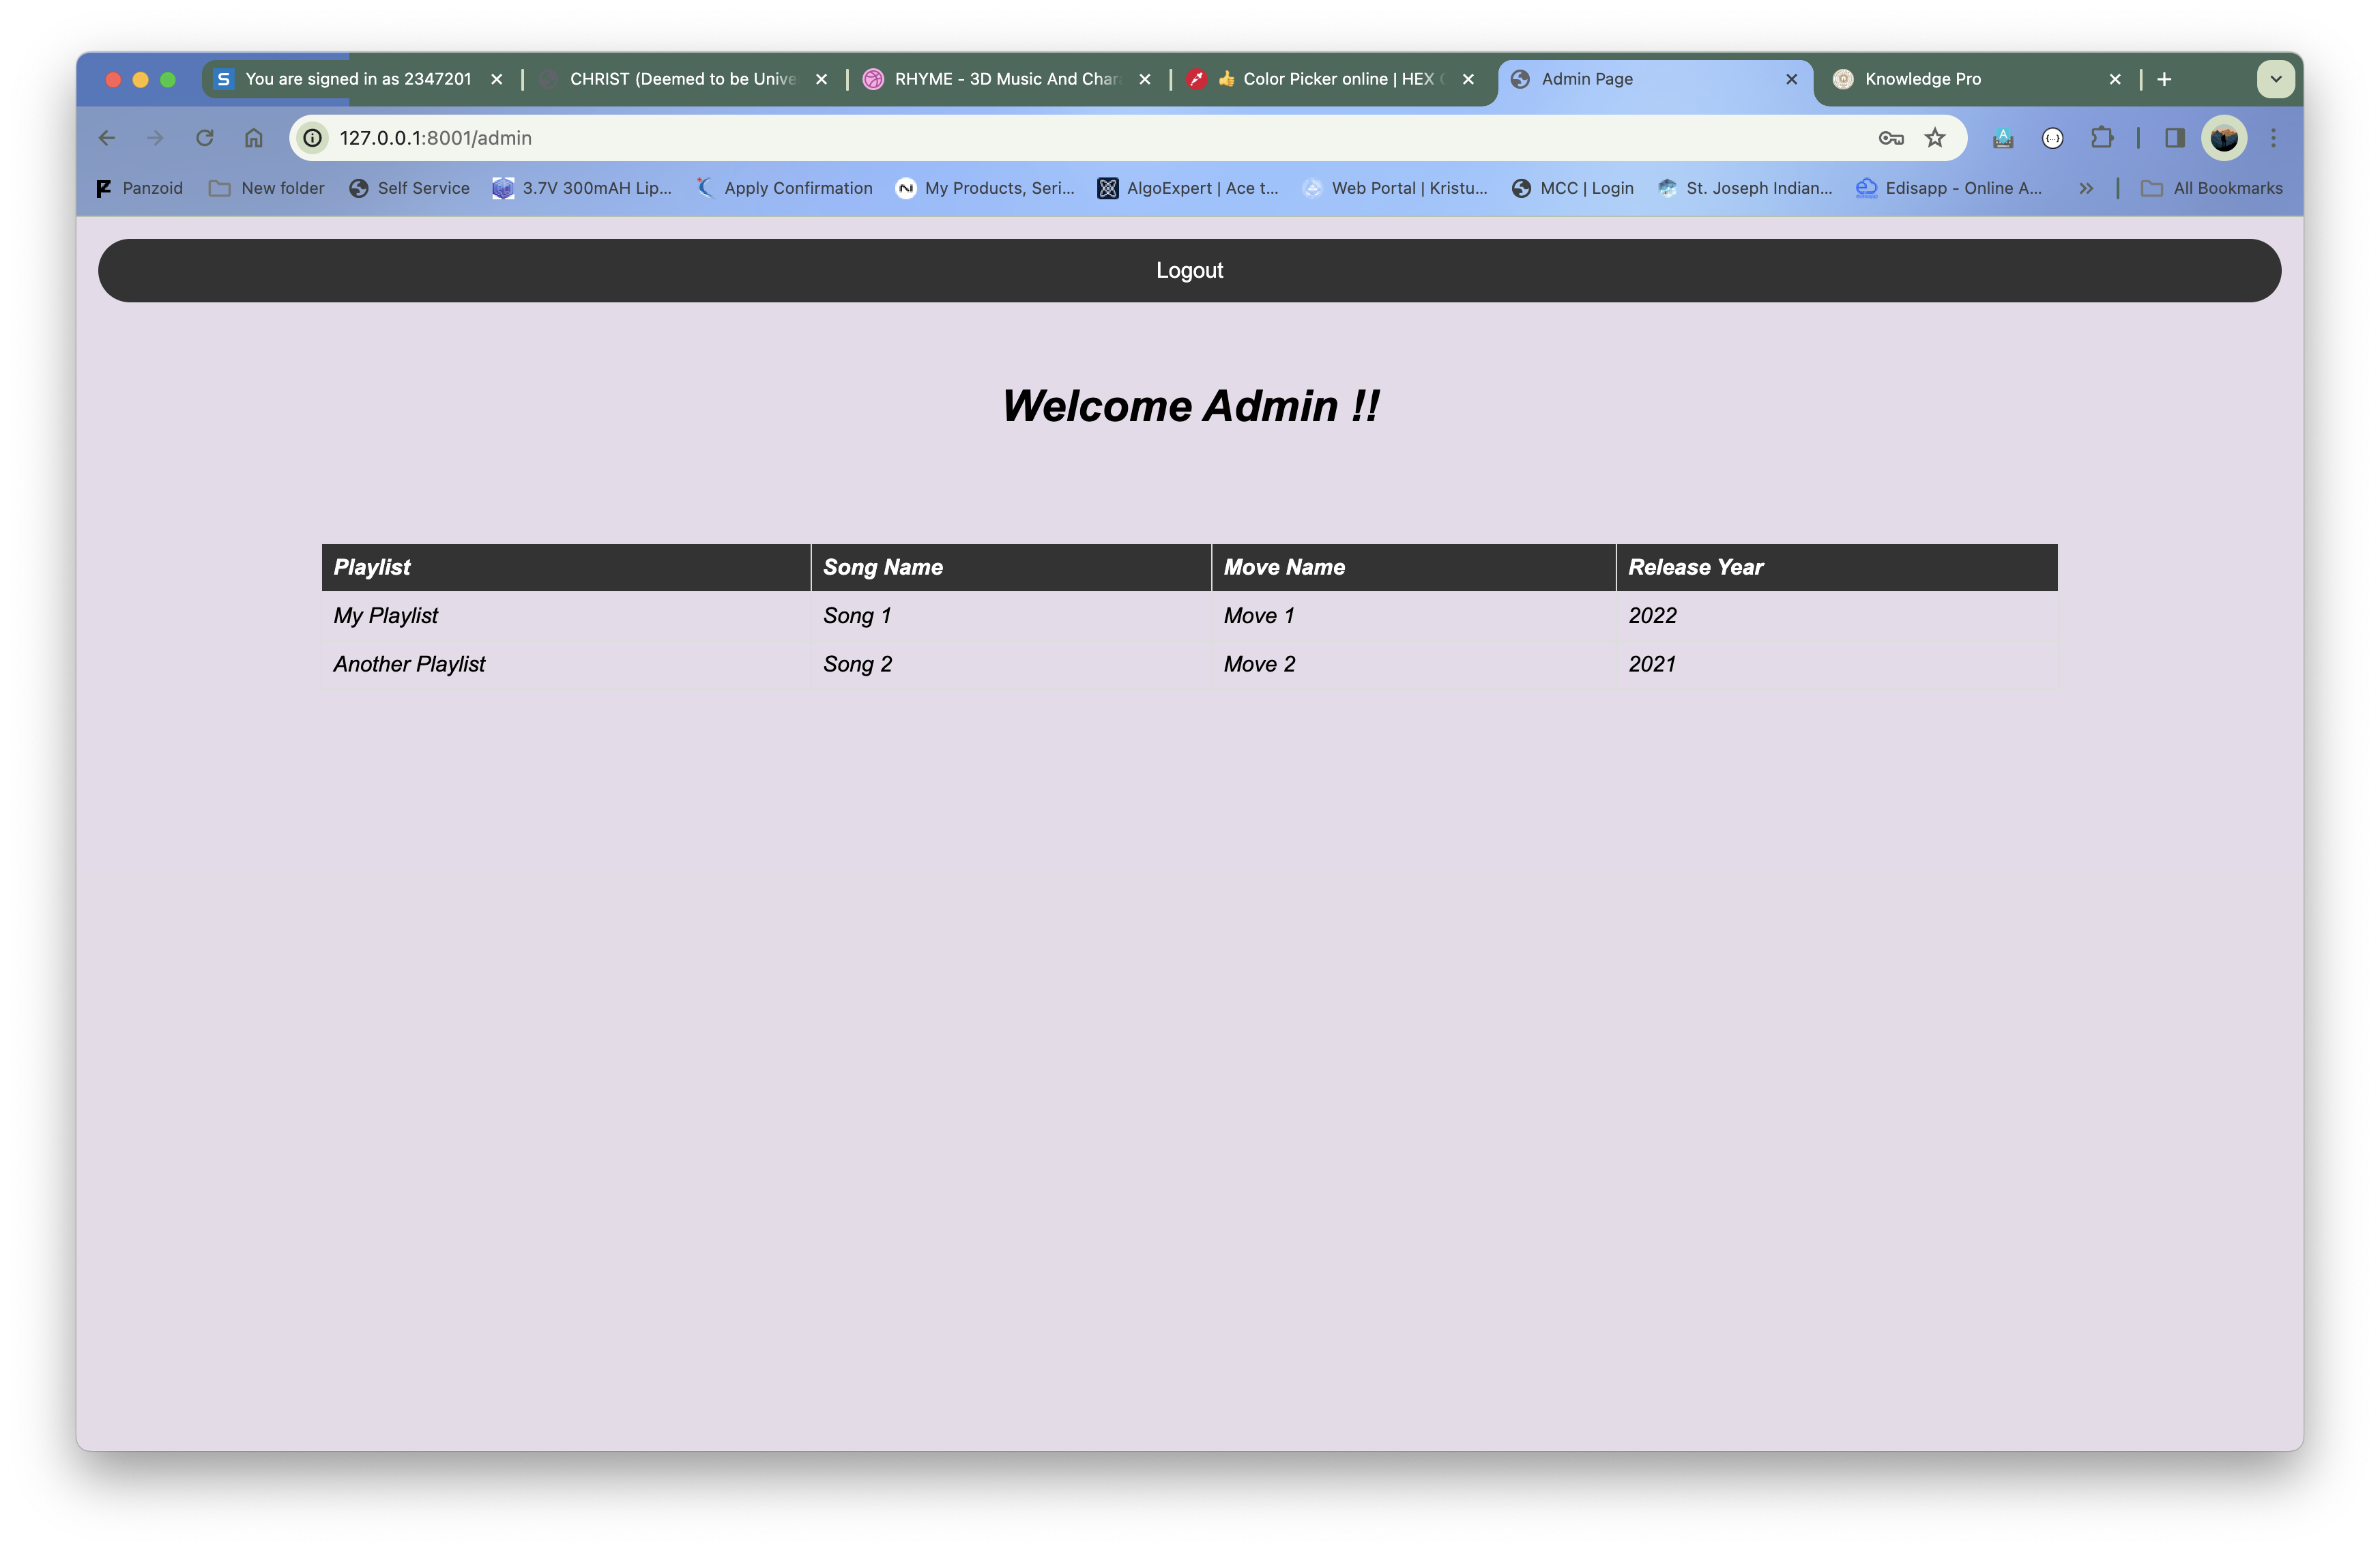 You are signed in as 2347201
CHRIST (Deemed to be Unive
RHYME - 3D Music And Char
Color Picker online | HEX
Admin Page
Knowledge Pro
127.0.0.1:8001/admin
Panzoid
New folder
Self Service
3.7V 300mAH Lip...
Apply Confirmation
My Products, Seri...
AlgoExpert | Ace t...
Web Portal | Kristu...
MCC | Login
St. Joseph Indian...
Edisapp - Online A...
All Bookmarks
Logout
Welcome Admin !!
Playlist Song Name Move Name Release Year
My Playlist Song 1 Move 1 2022
Another Playlist Song 2 Move 2 2021